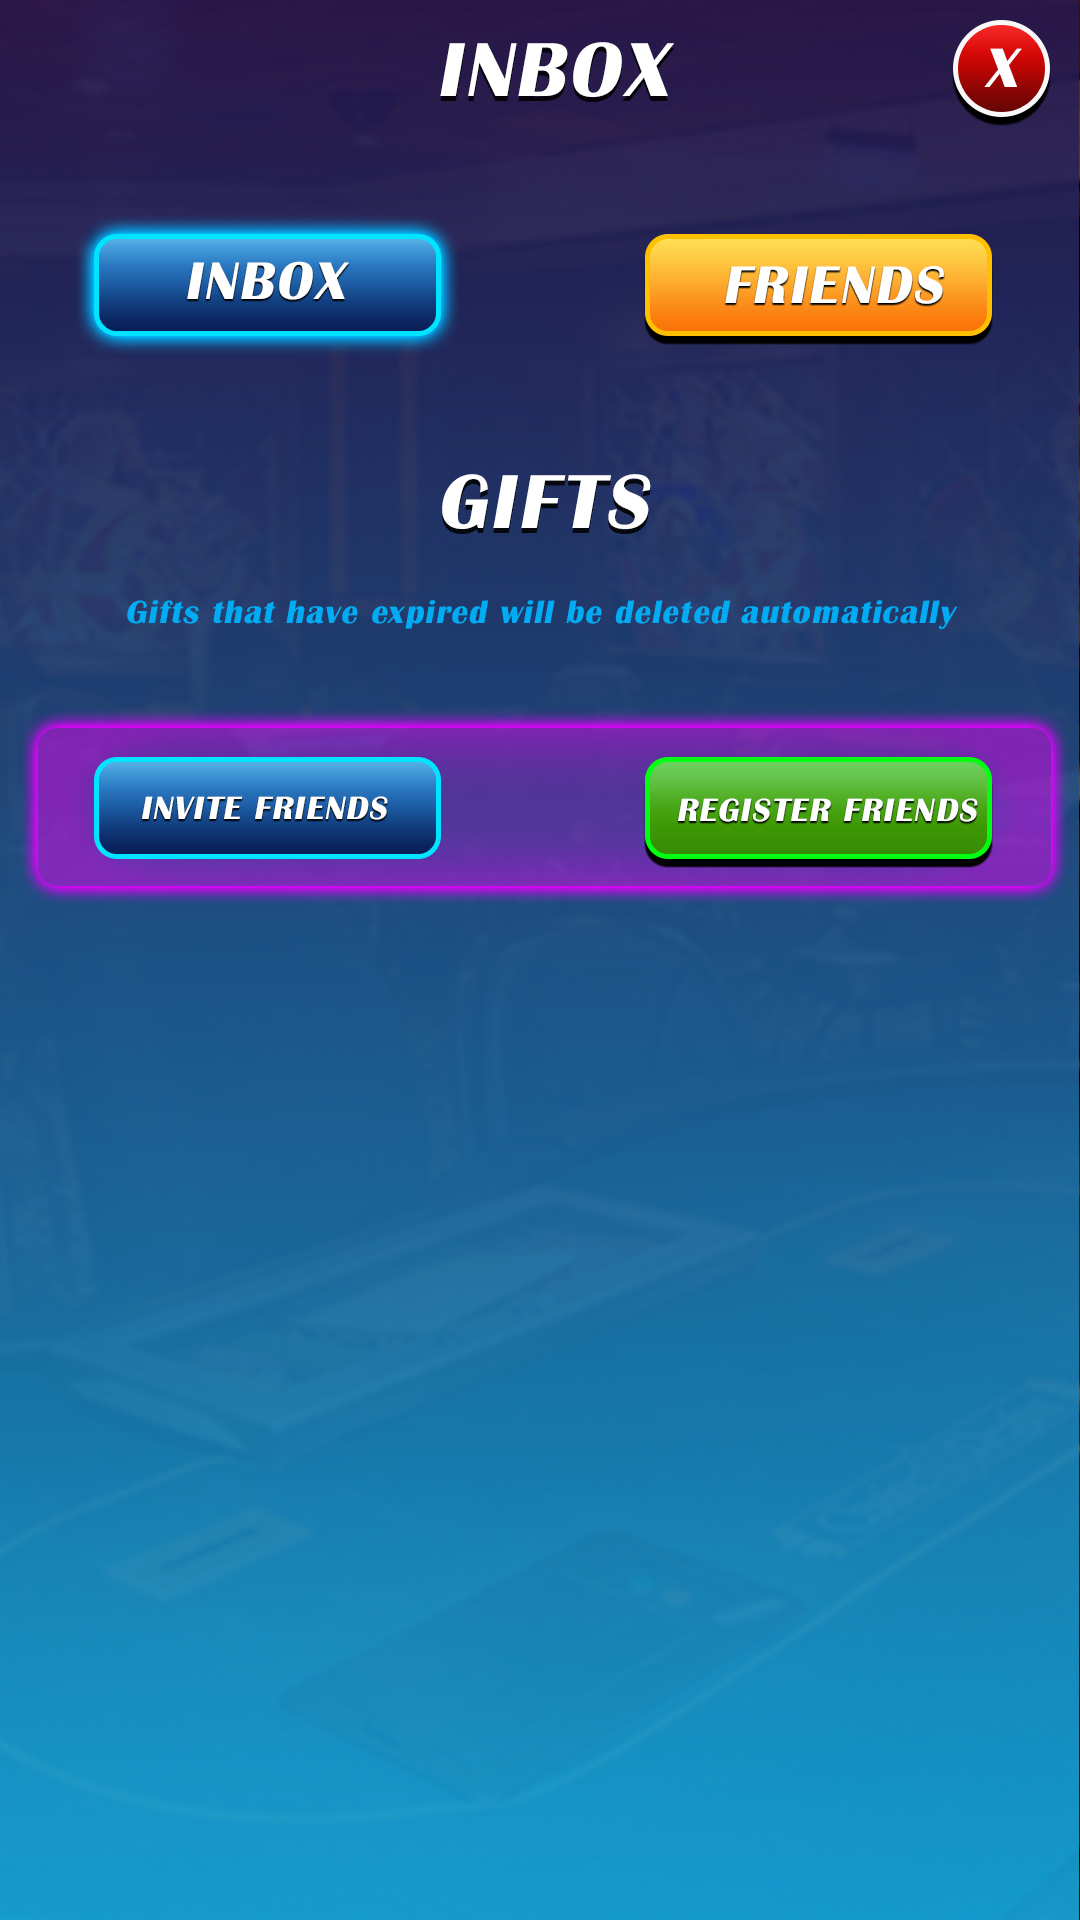 INBOX
X
INBOX
FRIENDS
GIFTS
Gifts that have expired will be deleted automatically
INVITE FRIENDS
REGISTER FRIENDS